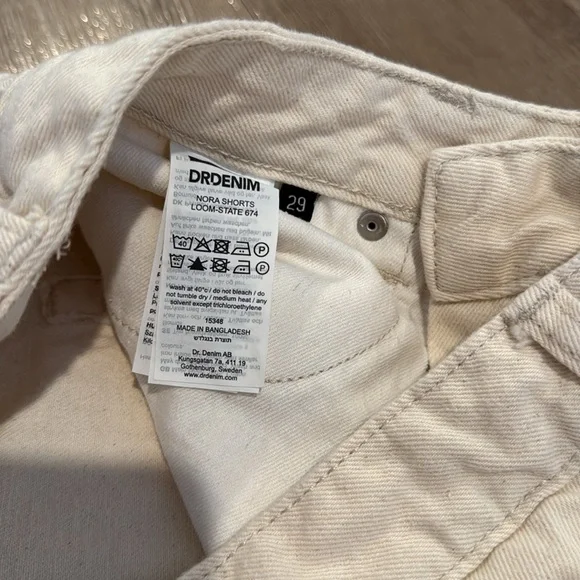 DRDENIM
NORA SHORTS
LOOM-STATE 674
40
P
P
wash at 40°c / do not bleach / do
not tumble dry / medium heat / any
solvent except trichloroethylene
15348
MADE IN BANGLADESH
תוצרת בנגלדש
Dr. Denim AB
Kungsgatan 7a, 411 19
Gothenburg, Sweden
www.drdenim.com
29